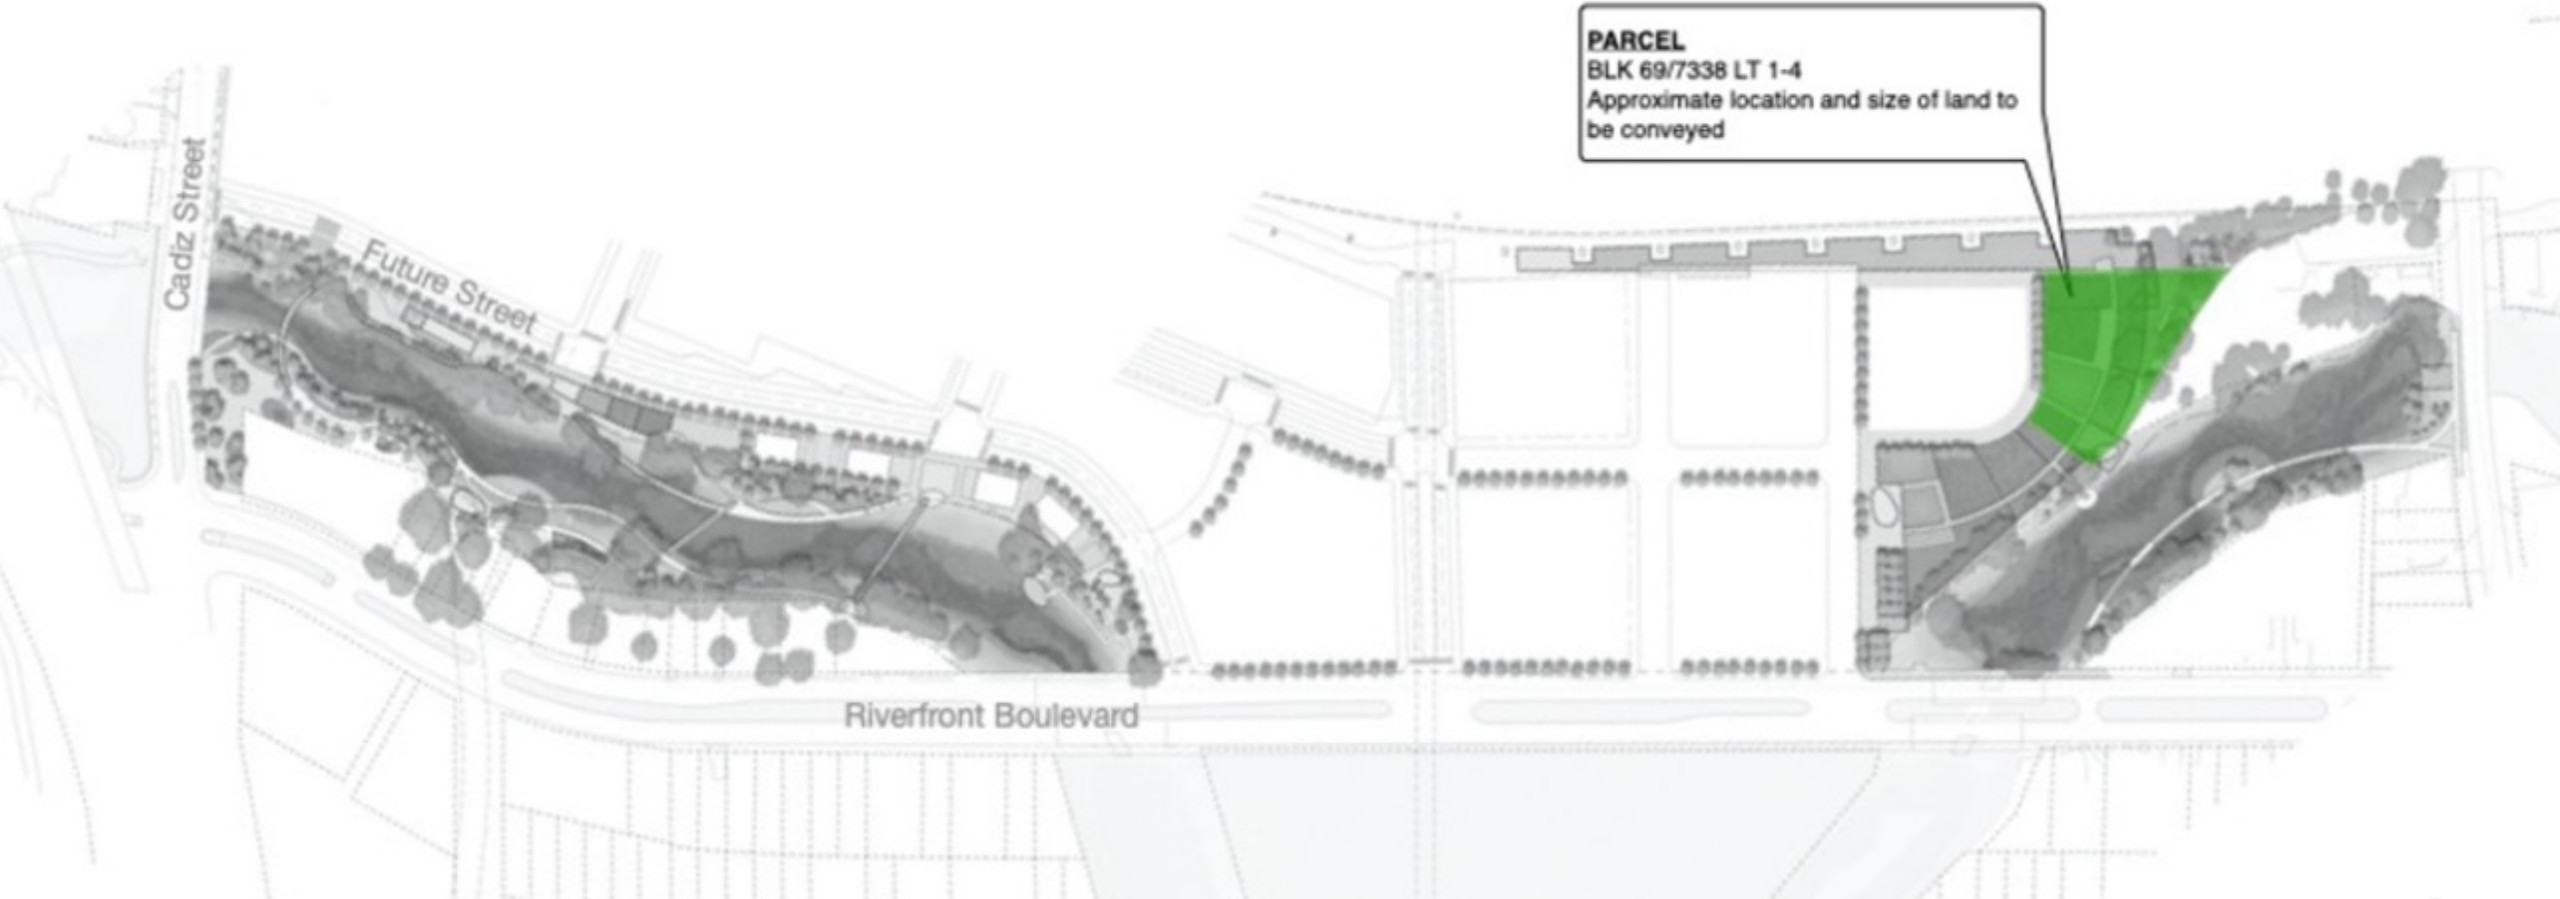 PARCEL
BLK 69/7338 LT 1-4
Approximate location and size of land to
be conveyed
Cadiz Street
Future Street
Riverfront Boulevard